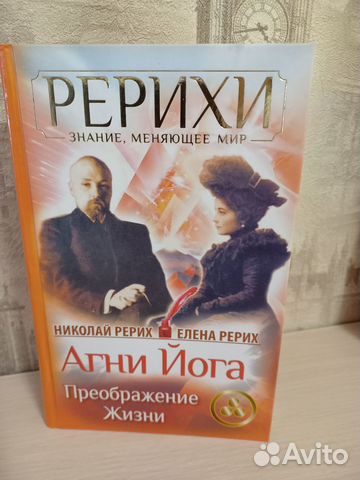 РЕРИХИ
ЗНАНИЕ, МЕНЯЮЩЕЕ МИР
НИКОЛАЙ РЕРИХ ЕЛЕНА РЕРИХ
Агни Йога
Преображение
Жизни
Avito